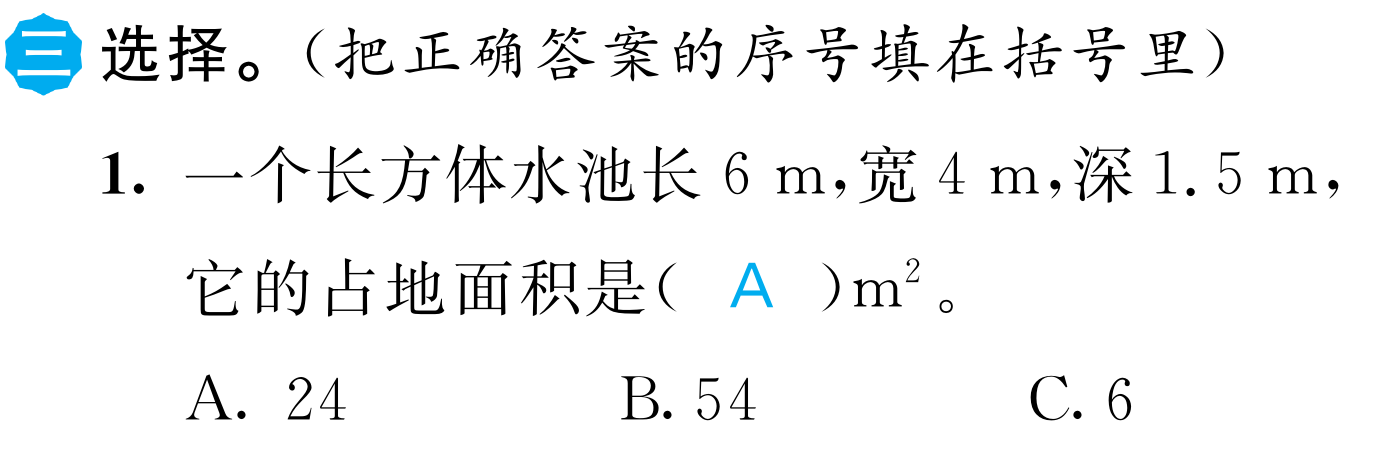 三 选择。(把正确答案的序号填在括号里)
1. 一个长方体水池长 6 m,宽 4 m,深 1.5 m,
它的占地面积是( A )m²。
A. 24 B. 54 C. 6